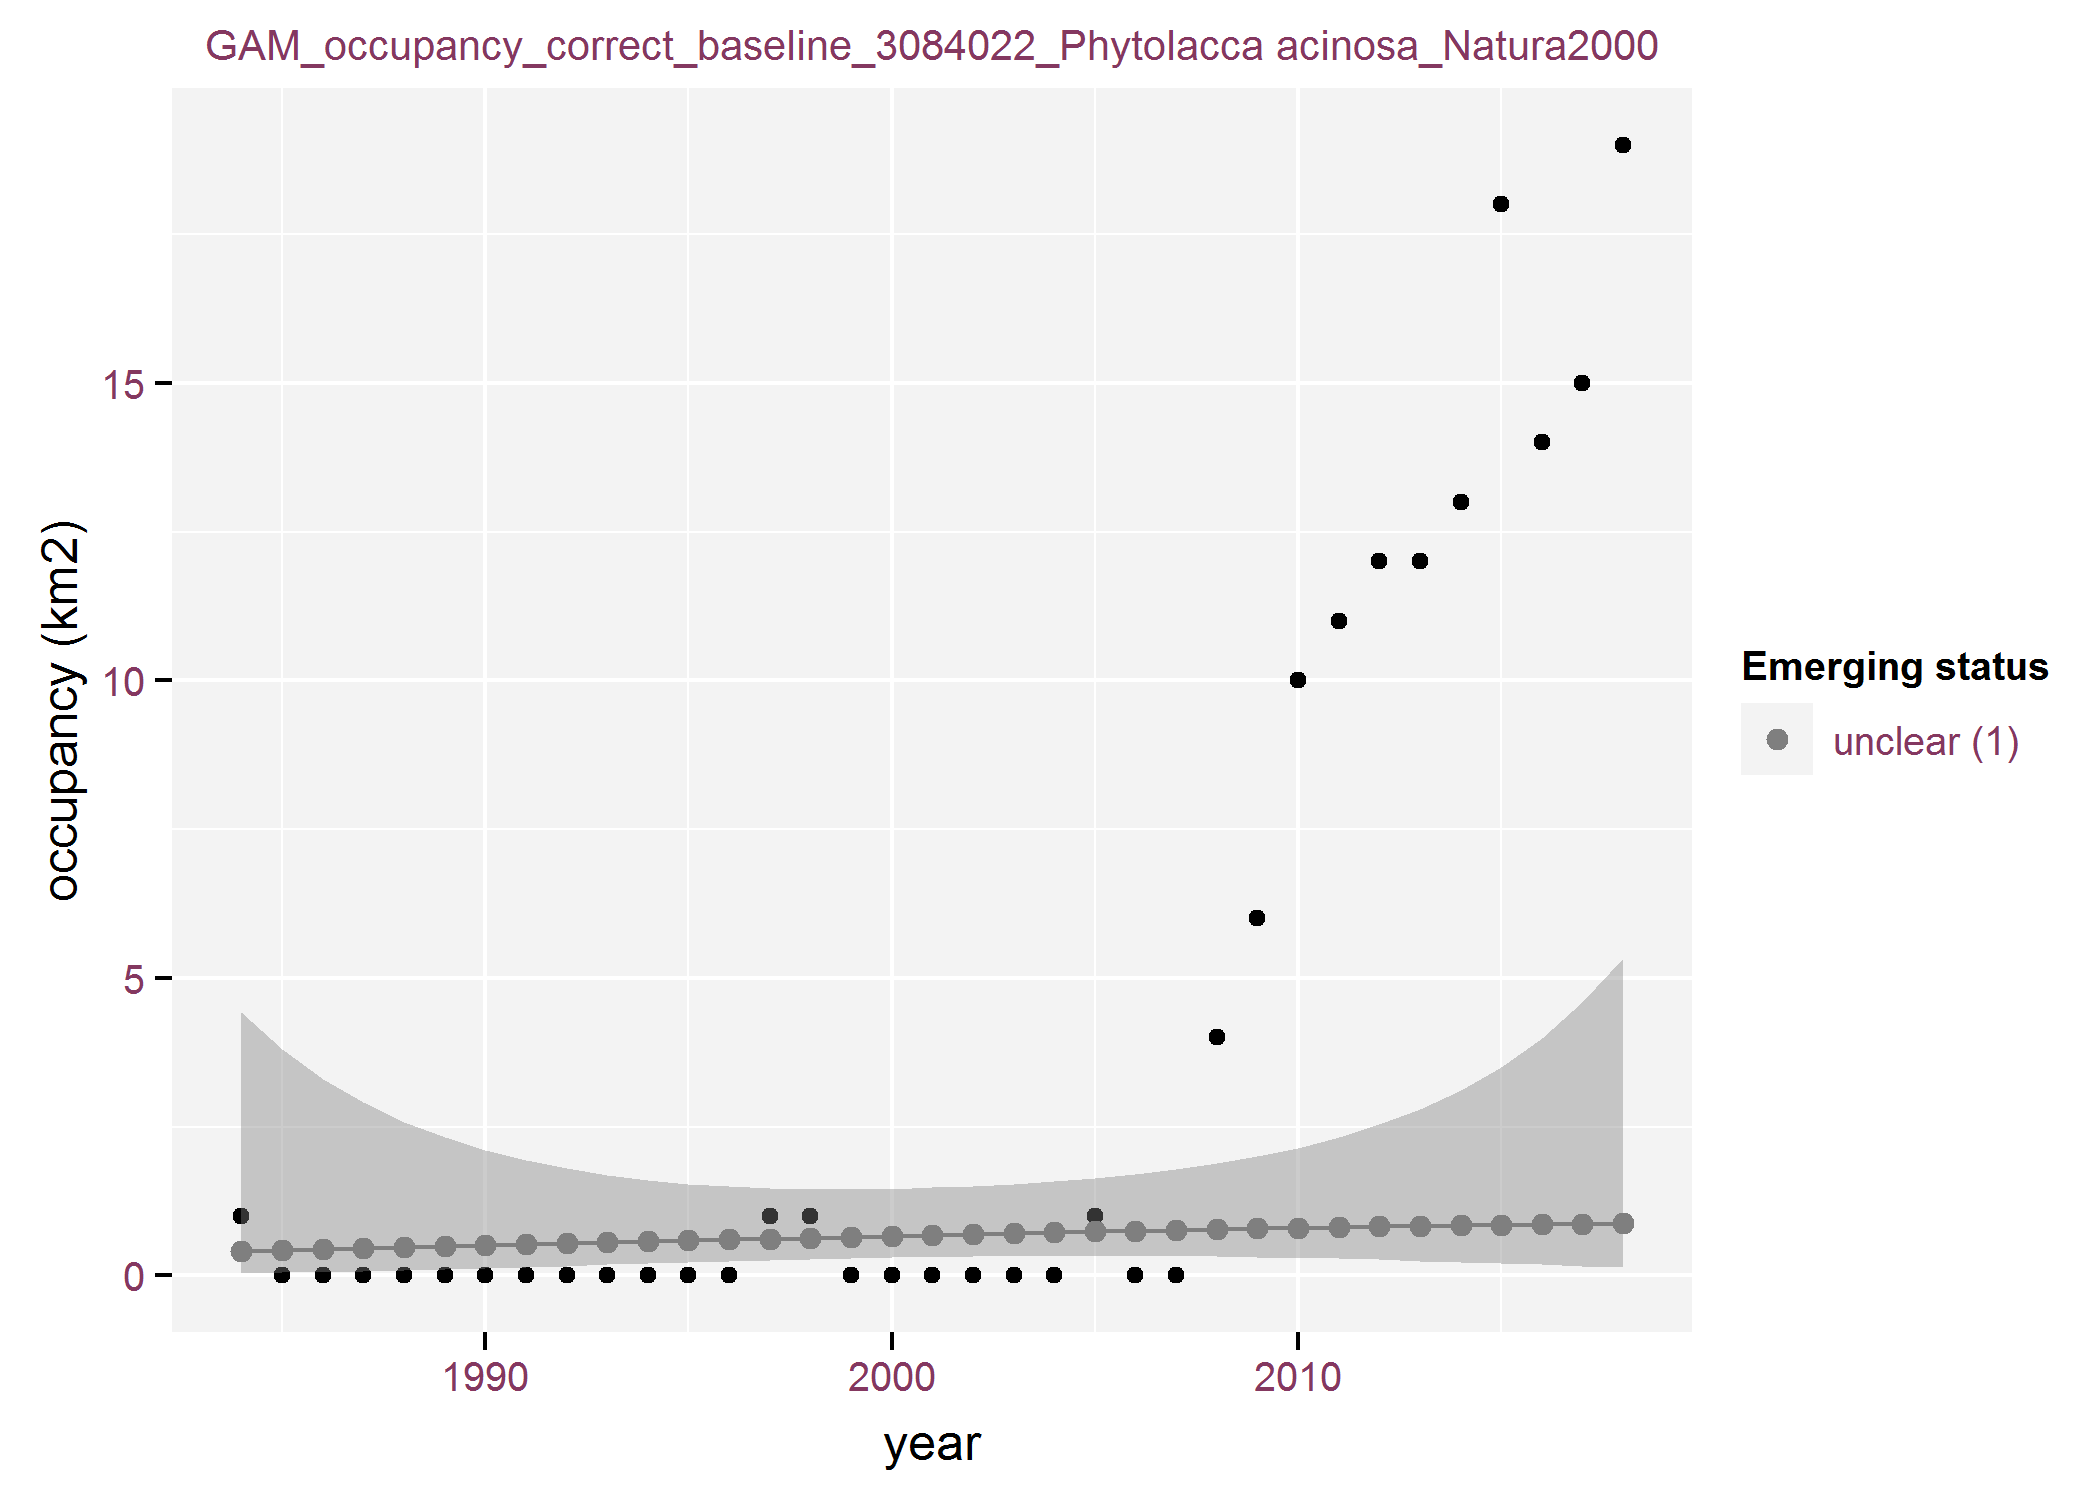 GAM_occupancy_correct_baseline_3084022_Phytolacca acinosa_Natura2000
15
10
5
0
occupancy (km2)
1990 2000 2010
year
Emerging status
unclear (1)